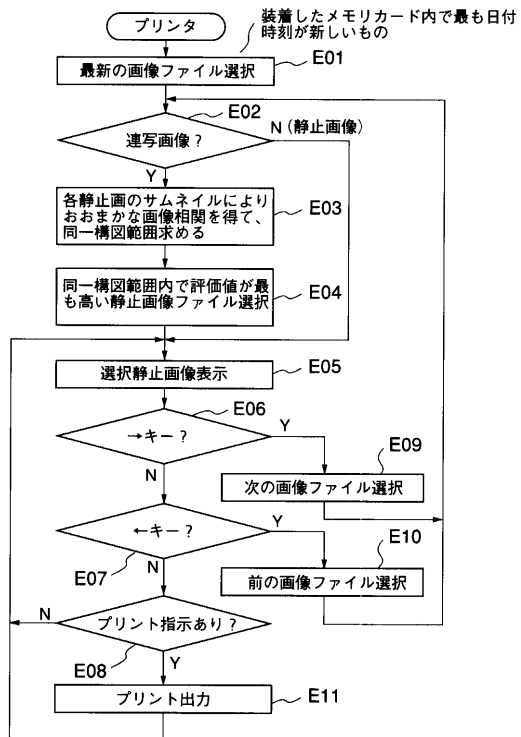 プリンタ
装着したメモリカード内で最も日付
時刻が新しいもの
最新の画像ファイル選択
E01
E02
連写画像？
N (静止画像)
Y
各静止画のサムネイルにより
おおまかな画像相関を得て、
同一構図範囲求める
E03
同一構図範囲内で評価値が最
も高い静止画像ファイル選択
E04
選択静止画像表示
E05
E06
→キー？
Y
N
E09
次の画像ファイル選択
←キー？
Y
E07
N
E10
前の画像ファイル選択
N
プリント指示あり？
E08
Y
プリント出力
E11